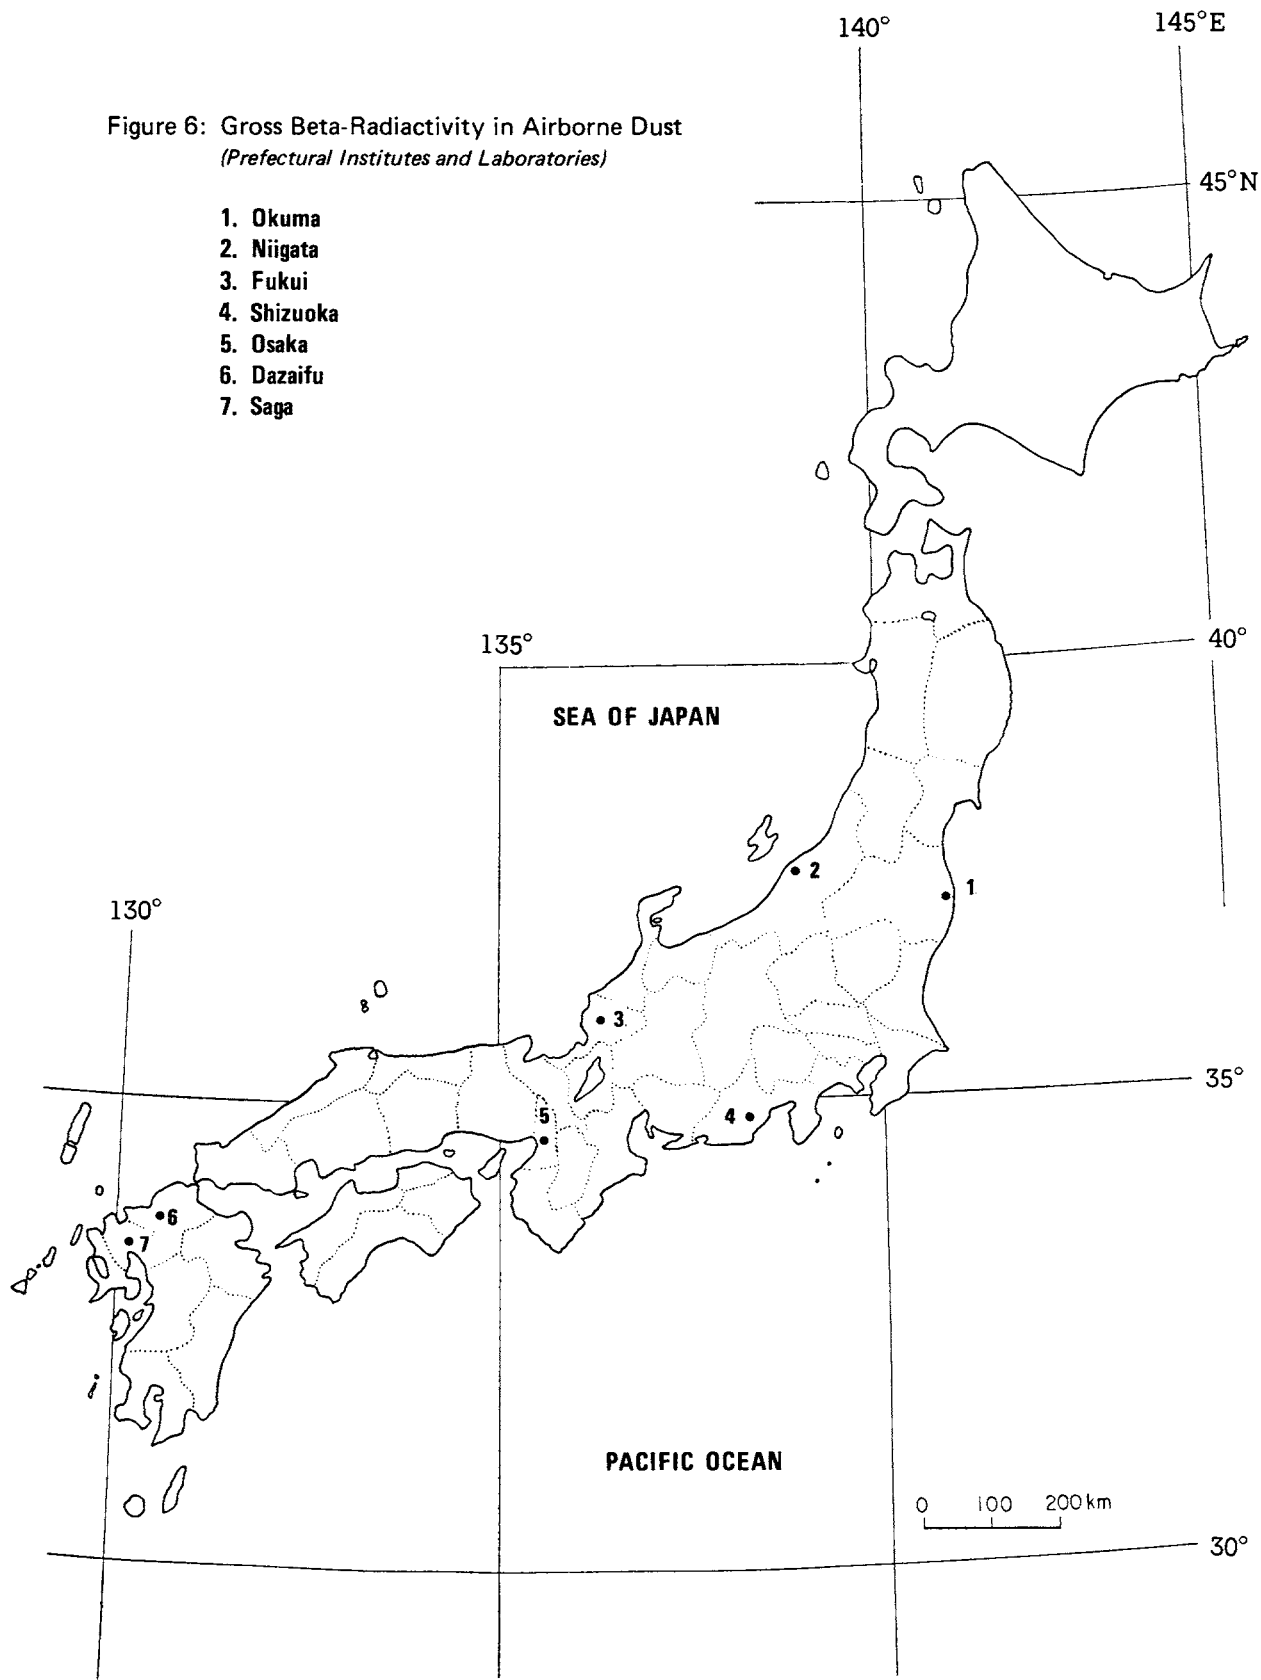 140°
145°E
Figure 6: Gross Beta-Radiactivity in Airborne Dust
(Prefectural Institutes and Laboratories)
45°N
1. Okuma
2. Niigata
3. Fukui
4. Shizuoka
5. Osaka
6. Dazaifu
7. Saga
135°
40°
SEA OF JAPAN
2
1
130°
3
35°
5
4
6
7
PACIFIC OCEAN
0 100 200 km
30°